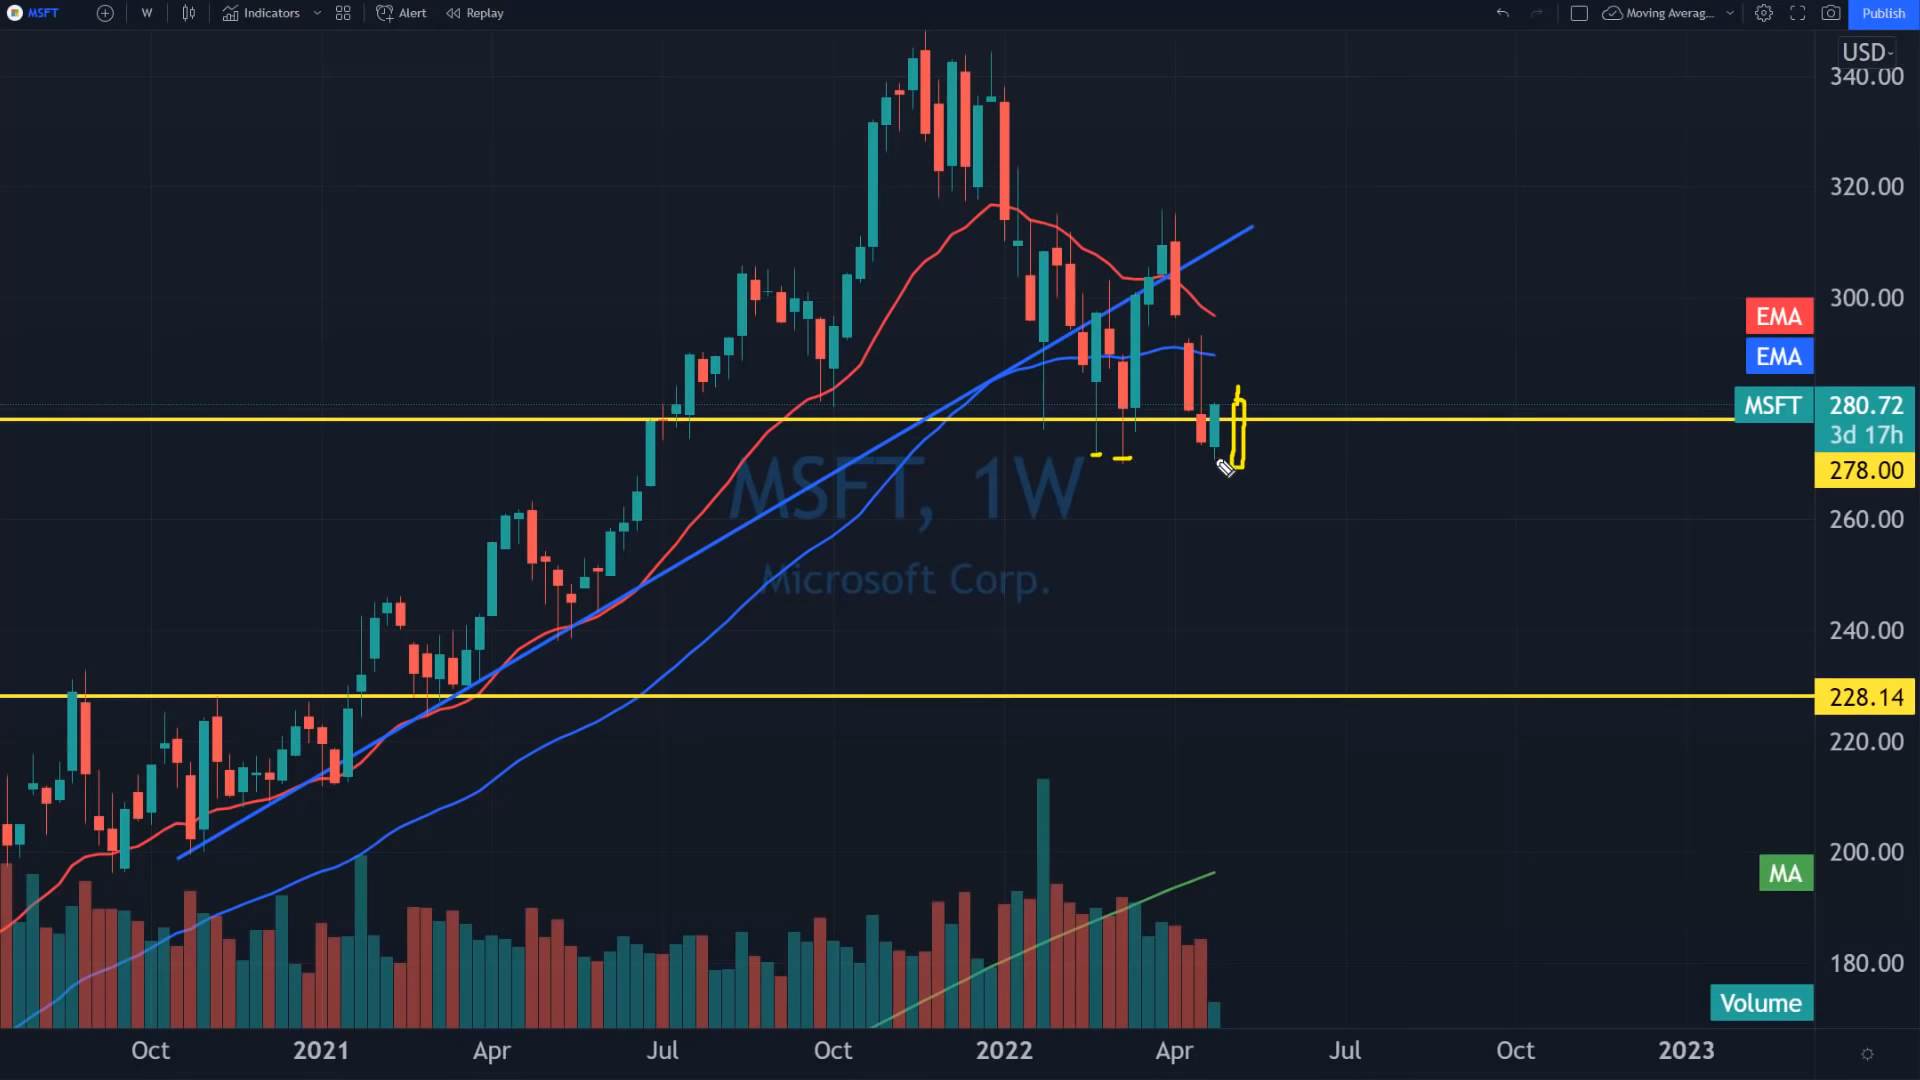 MSFT W Indicators Alert Replay Moving Averag... Publish
USD
340.00
320.00
300.00
EMA
EMA
MSFT 280.72
3d 17h
278.00
MSFT, 1W
260.00
Microsoft Corp.
240.00
228.14
220.00
200.00
MA
180.00
Volume
Oct 2021 Apr Jul Oct 2022 Apr Jul Oct 2023